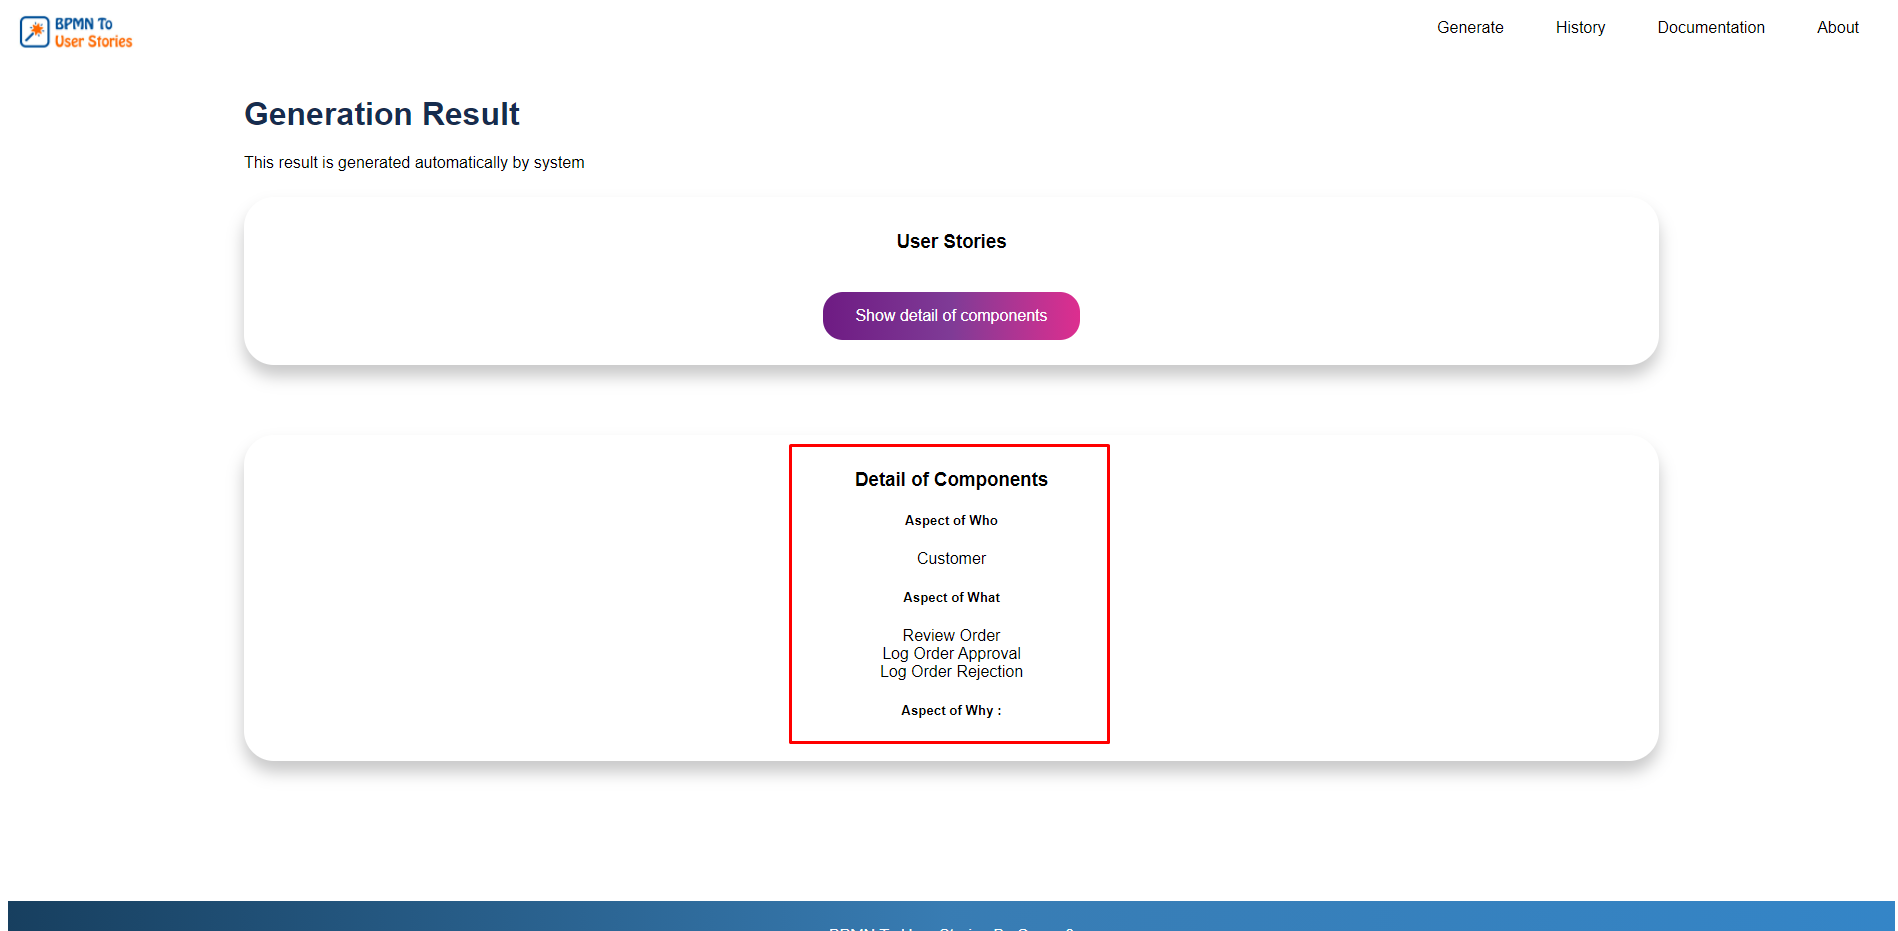 BPMN To
User Stories
Generate
History
Documentation
About
Generation Result
This result is generated automatically by system
User Stories
Show detail of components
Detail of Components
Aspect of Who
Customer
Aspect of What
Review Order
Log Order Approval
Log Order Rejection
Aspect of Why :